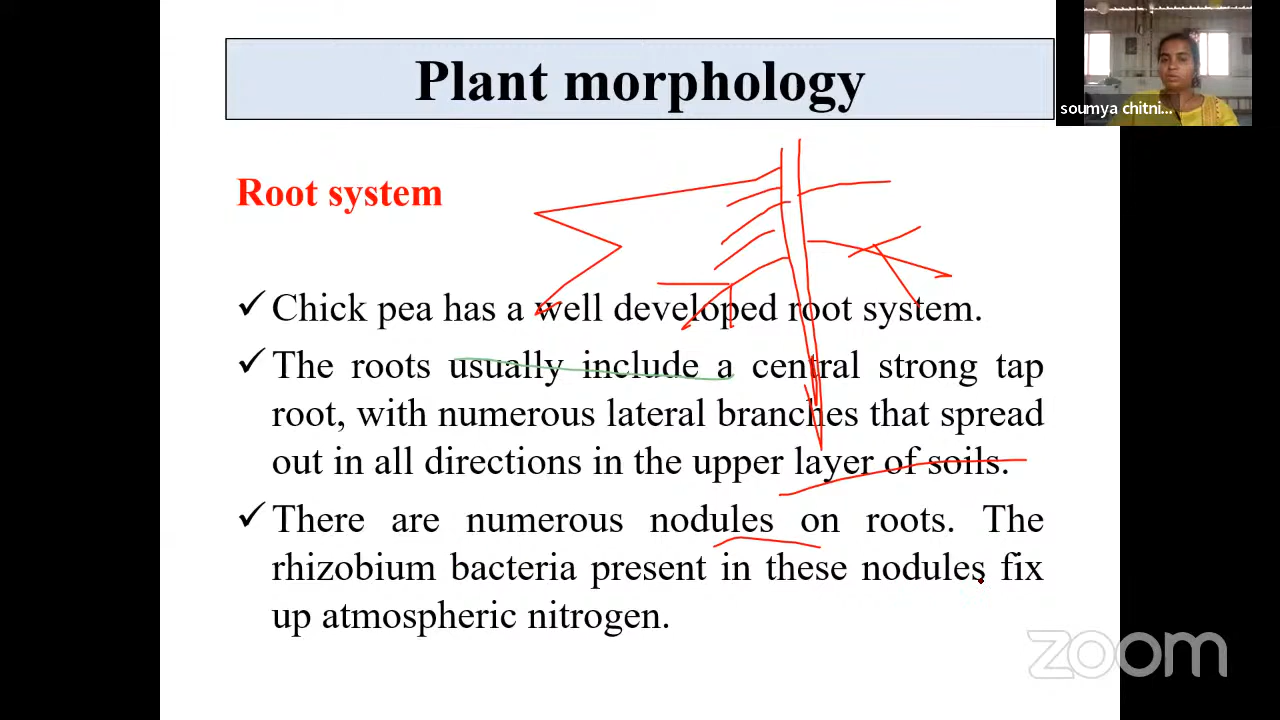 Plant morphology
soumya chitni...
Root system
✓ Chick pea has a well developed root system.
✓ The roots usually include a central strong tap
root, with numerous lateral branches that spread
out in all directions in the upper layer of soils.
✓ There are numerous nodules on roots. The
rhizobium bacteria present in these nodules fix
up atmospheric nitrogen.
zoom